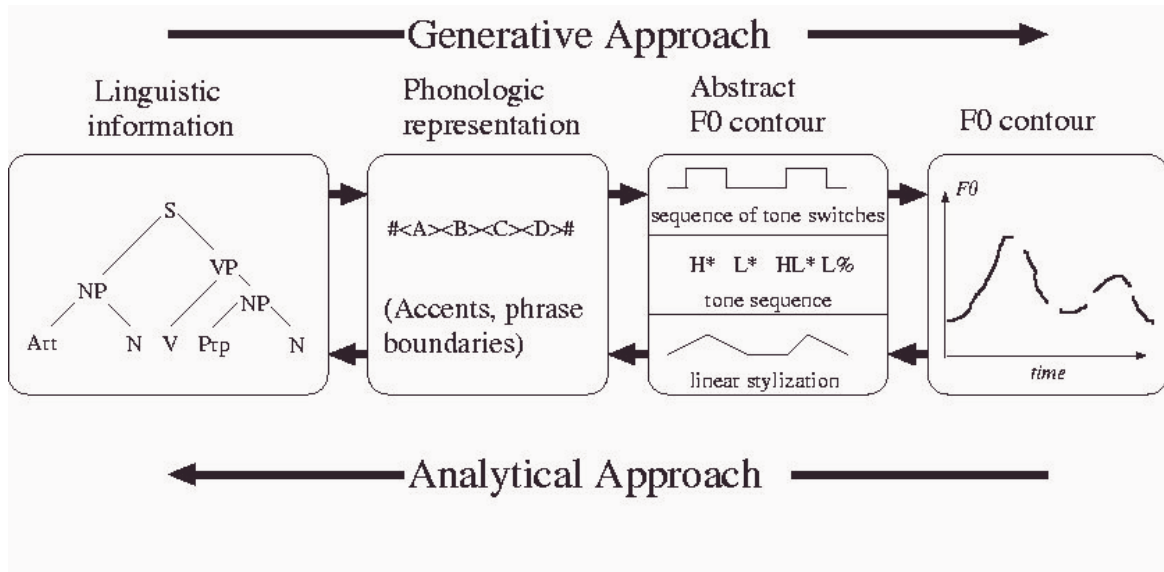 Generative Approach
Linguistic
information
Phonologic
representation
Abstract
F0 contour
F0 contour
S
NP
VP
NP
Art
N
V
Prp
N
#<A><B><C><D>#
(Accents, phrase
boundaries)
sequence of tone switches
H* L* HL* L%
tone sequence
linear stylization
F0
time
Analytical Approach